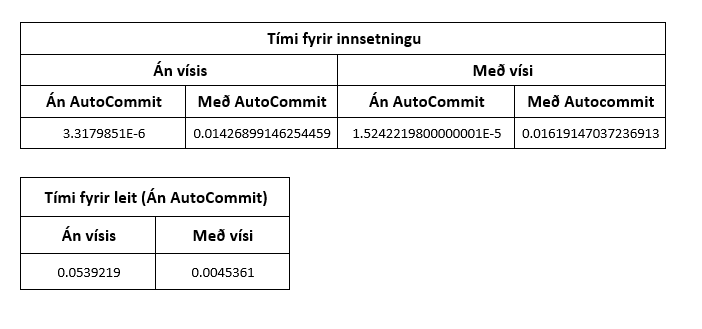 Tími fyrir innsetningu
Án vísis Með vísi
Án AutoCommit Með AutoCommit Án AutoCommit Með Autocommit
3.3179851E-6 0.01426899146254459 1.5242219800000001E-5 0.01619147037236913
Tími fyrir leit (Án AutoCommit)
Án vísis Með vísi
0.0539219 0.0045361